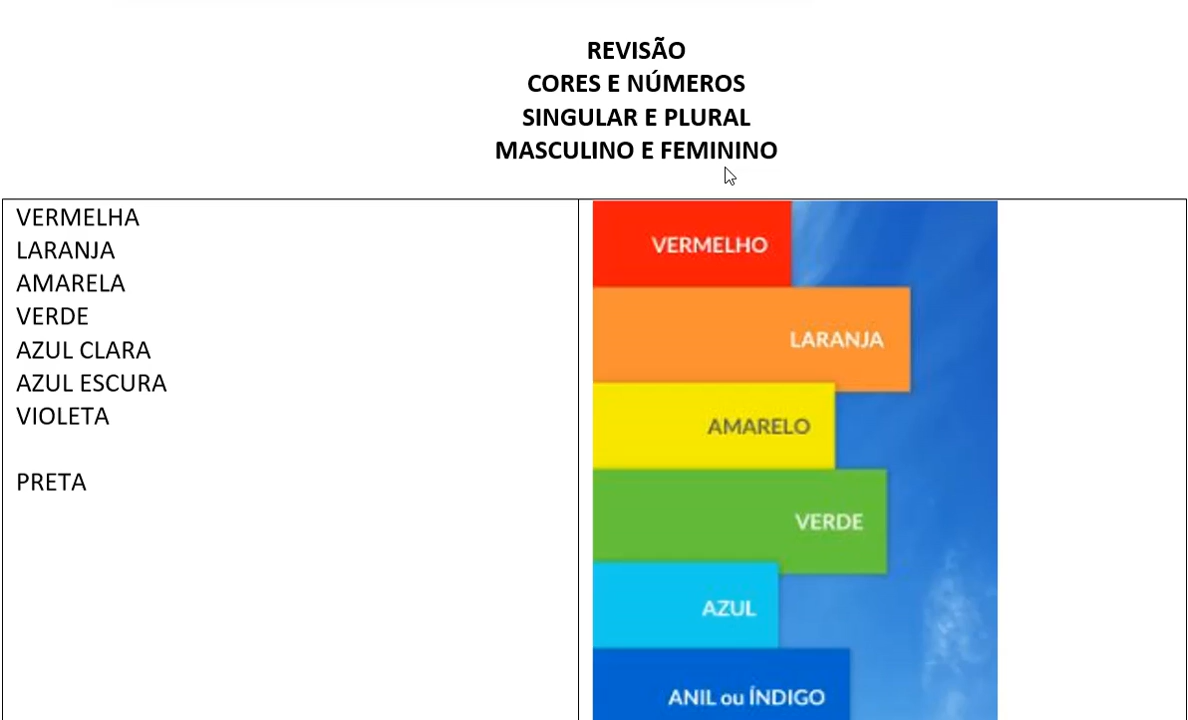 REVISÃO
CORES E NÚMEROS
SINGULAR E PLURAL
MASCULINO E FEMININO
VERMELHA
LARANJA
AMARELA
VERDE
AZUL CLARA
AZUL ESCURA
VIOLETA
PRETA
VERMELHO
LARANJA
AMARELO
VERDE
AZUL
ANIL ou ÍNDIGO